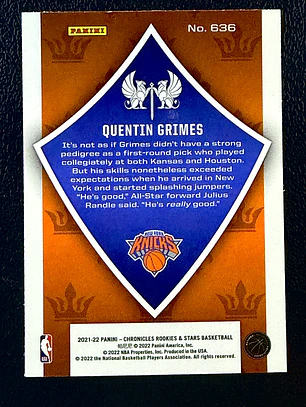 PANINI
No. 636
QUENTIN GRIMES
It's not as if Grimes didn't have a strong
pedigree as a first-round pick who played
collegiately at both Kansas and Houston.
But his skills nonetheless exceeded
expectations when he arrived in New
York and started splashing jumpers.
"He's good," All-Star forward Julius
Randle said. "He's really good."
NEW YORK
KNICKS
2021-22 PANINI – CHRONICLES ROOKIES & STARS BASKETBALL
© 2022 Panini America, Inc.
© 2022 NBA Properties, Inc. Produced in the USA.
© 2022 the National Basketball Players Association. All rights reserved.